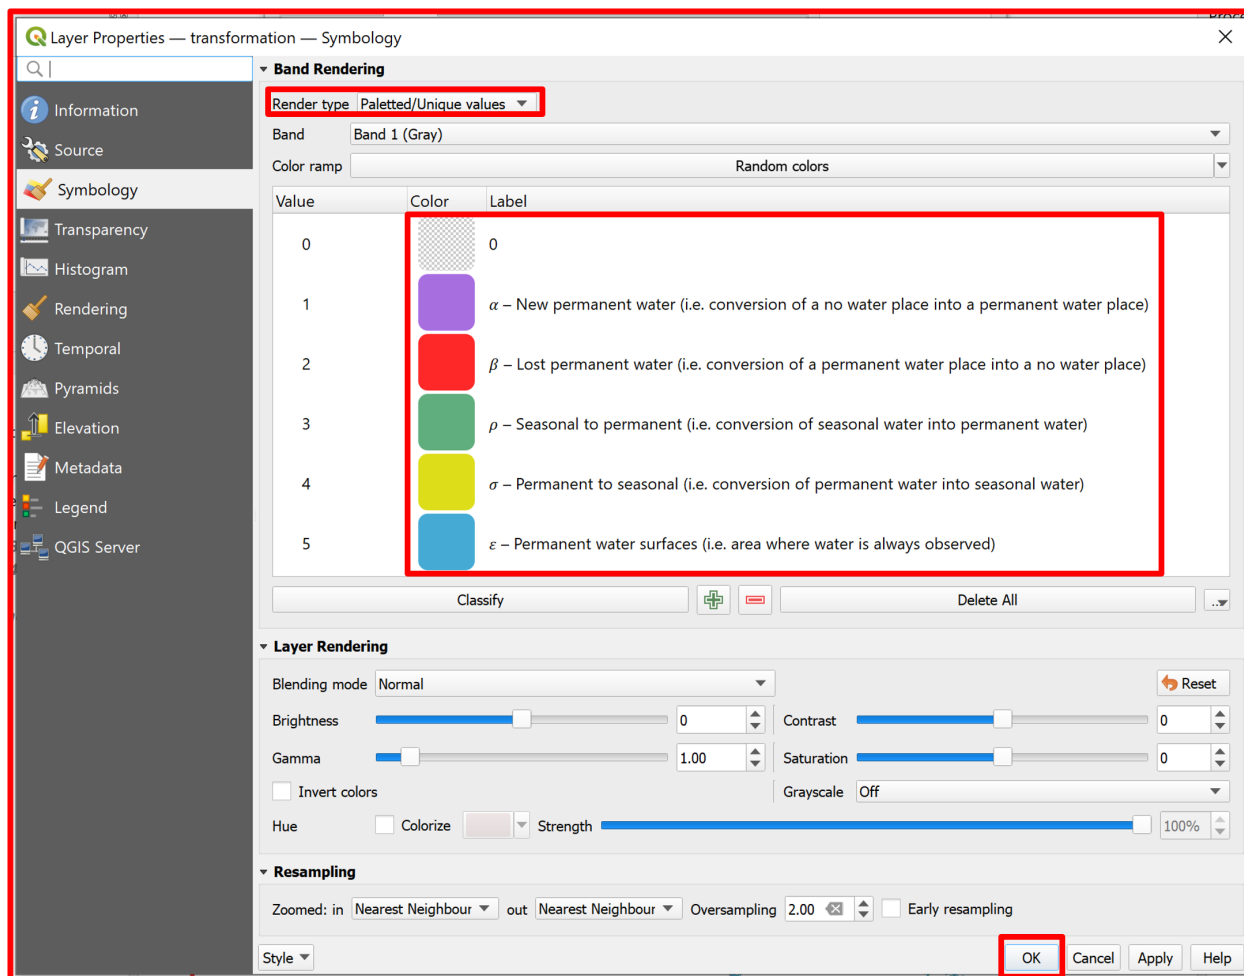 Layer Properties — transformation — Symbology
Information
Source
Symbology
Transparency
Histogram
Rendering
Temporal
Pyramids
Elevation
Metadata
Legend
QGIS Server
Band Rendering
Render type Paletted/Unique values
Band Band 1 (Gray)
Color ramp Random colors
Value Color Label
0 0
1 α – New permanent water (i.e. conversion of a no water place into a permanent water place)
2 β – Lost permanent water (i.e. conversion of a permanent water place into a no water place)
3 ρ – Seasonal to permanent (i.e. conversion of seasonal water into permanent water)
4 σ – Permanent to seasonal (i.e. conversion of permanent water into seasonal water)
5 ε – Permanent water surfaces (i.e. area where water is always observed)
Classify Delete All ...
Layer Rendering
Blending mode Normal Reset
Brightness 0 Contrast 0
Gamma 1.00 Saturation 0
Invert colors Grayscale Off
Hue Colorize Strength 100%
Resampling
Zoomed: in Nearest Neighbour out Nearest Neighbour Oversampling 2.00 Early resampling
Style OK Cancel Apply Help